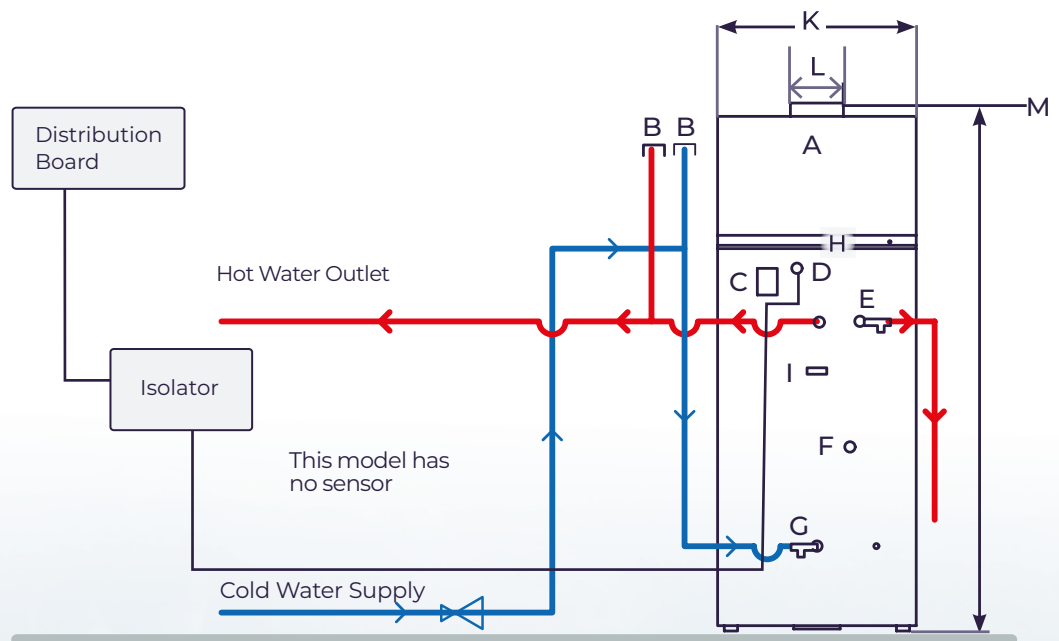 K
L
M
B B
A
Distribution
Board
H
Hot Water Outlet
C
D
E
I
Isolator
F
This model has
no sensor
G
Cold Water Supply